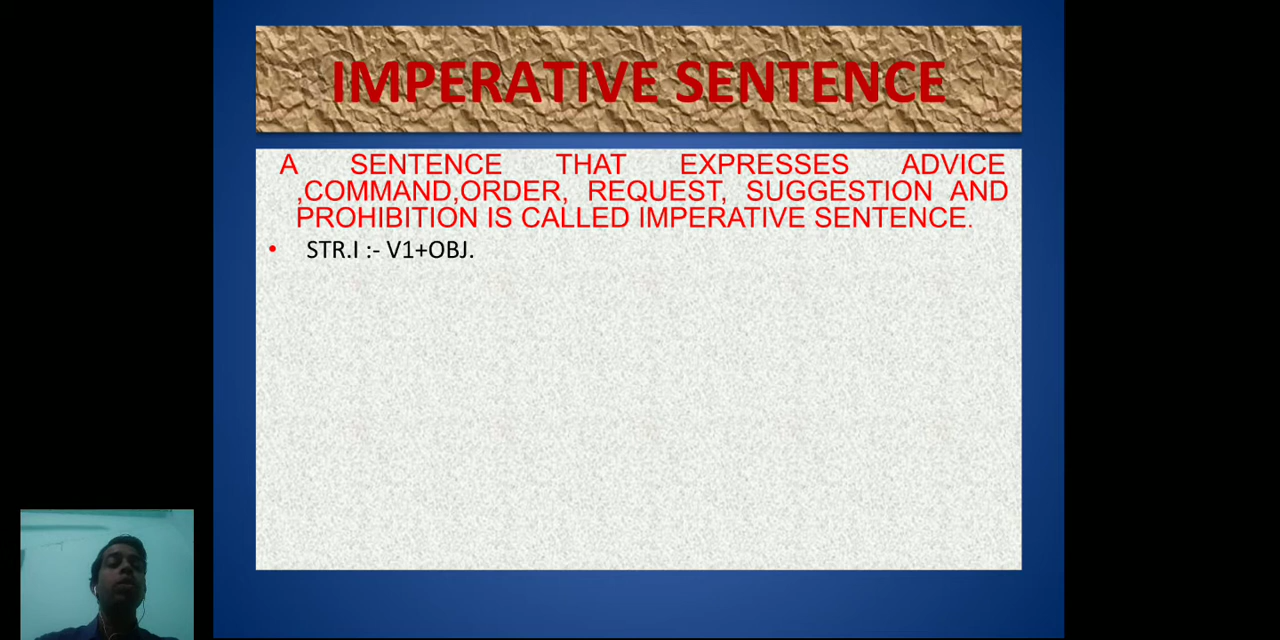 IMPERATIVE SENTENCE
A SENTENCE THAT EXPRESSES ADVICE
,COMMAND,ORDER, REQUEST, SUGGESTION AND
PROHIBITION IS CALLED IMPERATIVE SENTENCE.
• STR.I :- V1+OBJ.